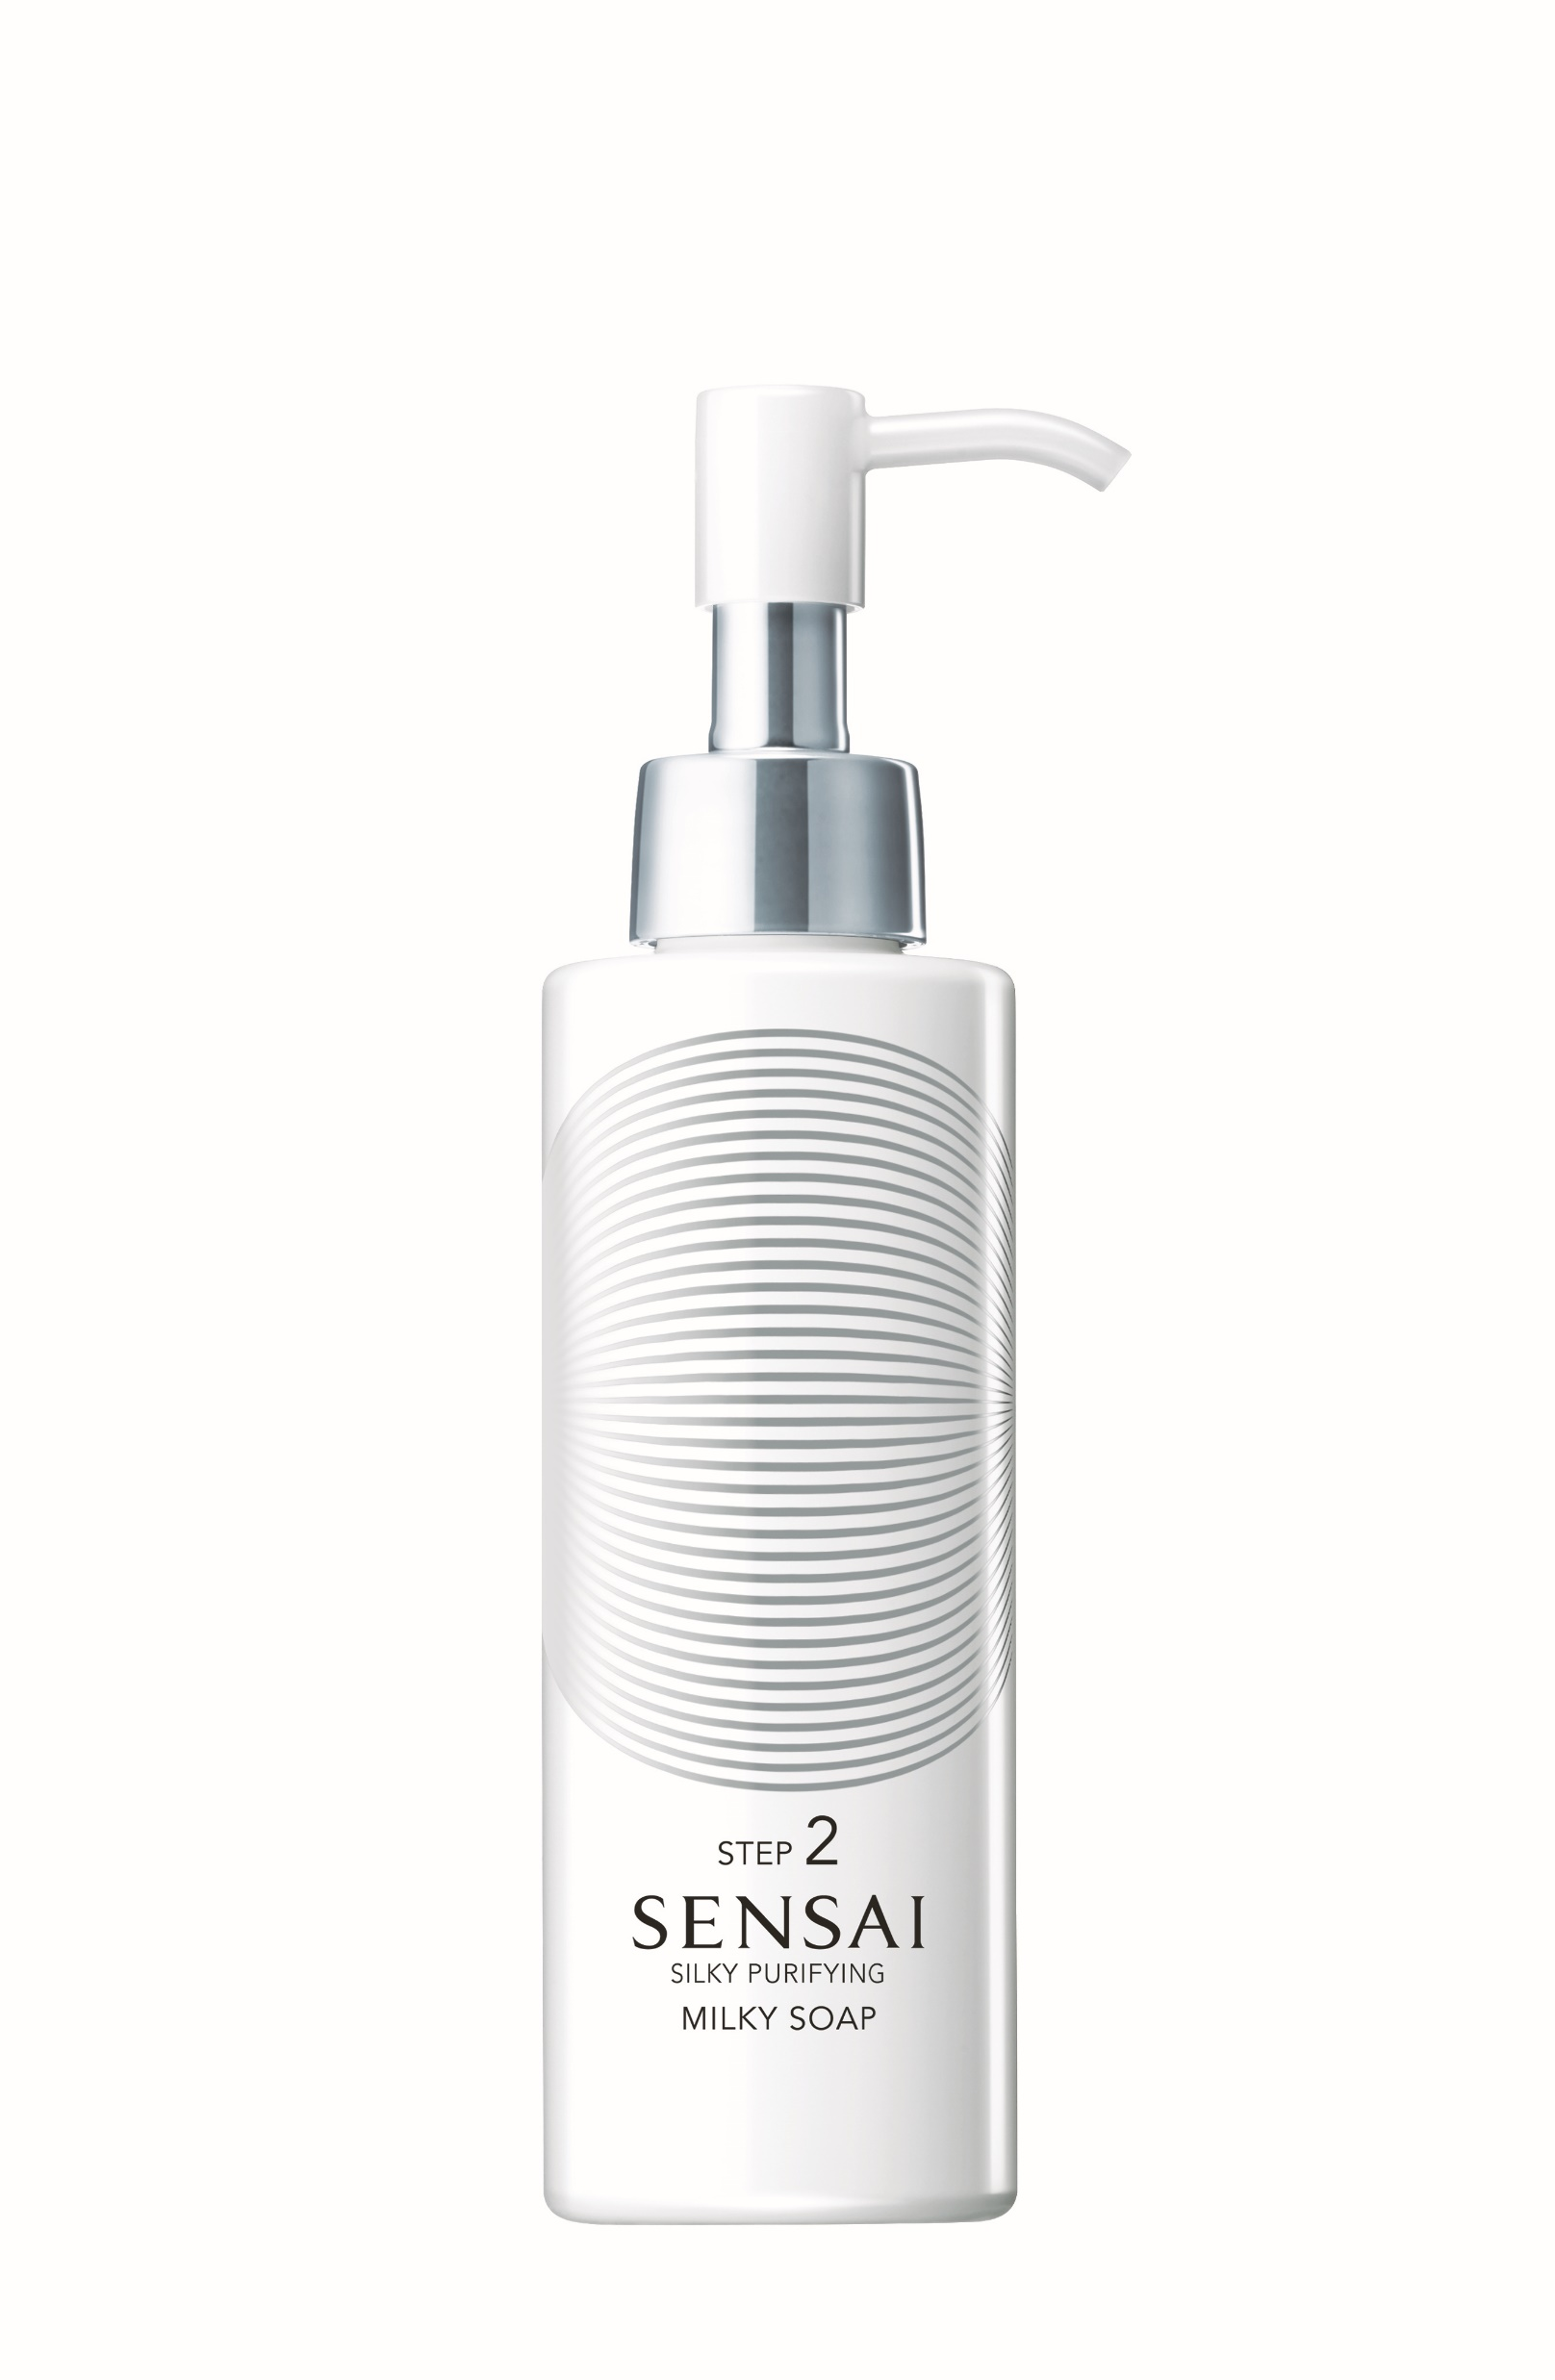 STEP 2
SENSAI
SILKY PURIFYING
MILKY SOAP